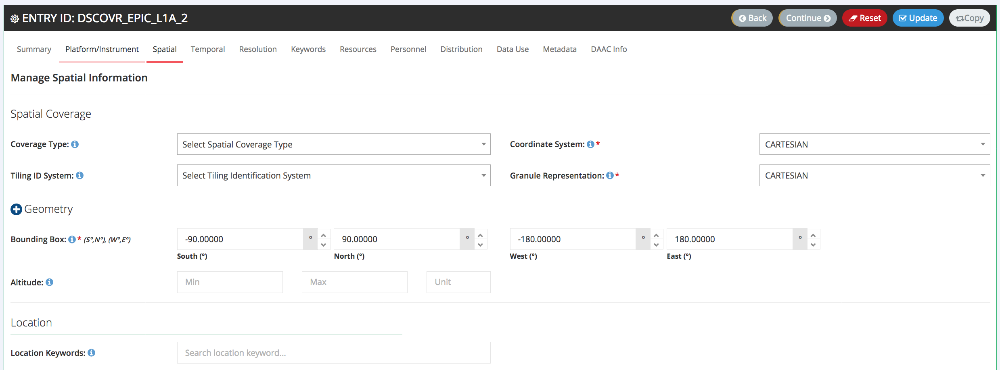 ENTRY ID: DSCOVR_EPIC_L1A_2 Back Continue Reset Update Copy
Summary Platform/Instrument Spatial Temporal Resolution Keywords Resources Personnel Distribution Data Use Metadata DAAC Info
Manage Spatial Information
Spatial Coverage
Coverage Type: Select Spatial Coverage Type Coordinate System: * CARTESIAN
Tiling ID System: Select Tiling Identification System Granule Representation: * CARTESIAN
Geometry
Bounding Box: * (S°,N°), (W°,E°) -90.00000 ° 90.00000 ° -180.00000 ° 180.00000 °
South (°) North (°) West (°) East (°)
Altitude: Min Max Unit
Location
Location Keywords: Search location keyword...